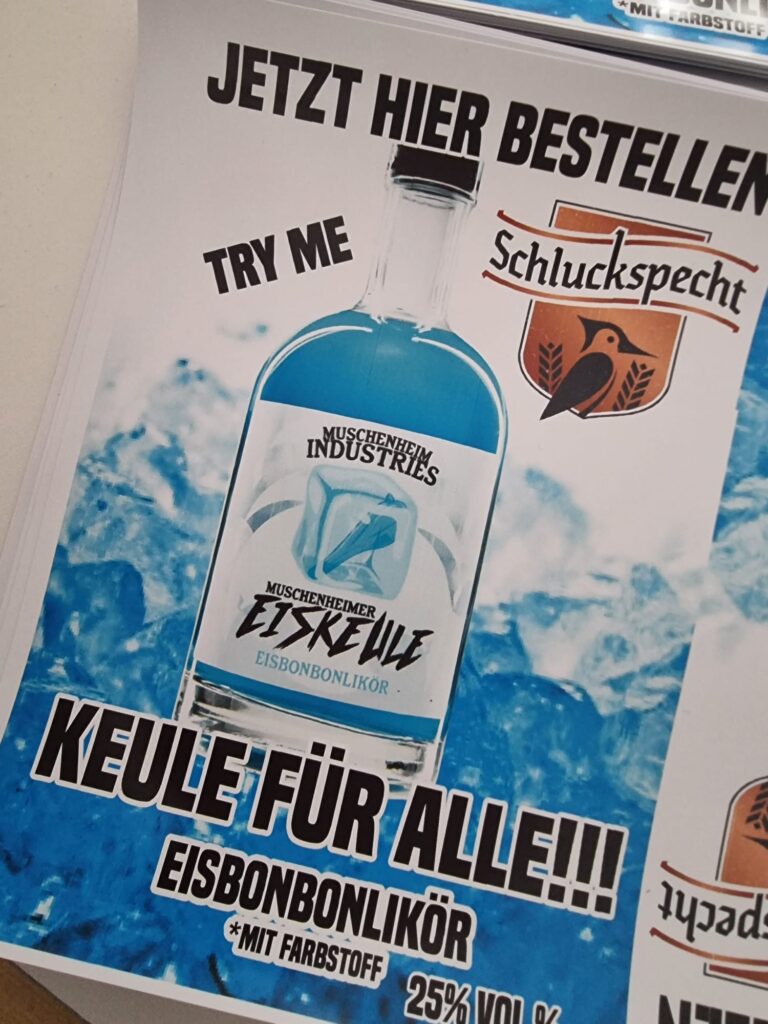 *MIT FARBSTOFF
JETZT HIER BESTELLEN
TRY ME
Schluckspecht
MUSCHENHEIM
INDUSTRIES
MUSCHENHEIMER
EISKEULE
EISBONBONLIKÖR
KEULE FÜR ALLE!!!
EISBONBONLIKÖR
*MIT FARBSTOFF
25% VOL%